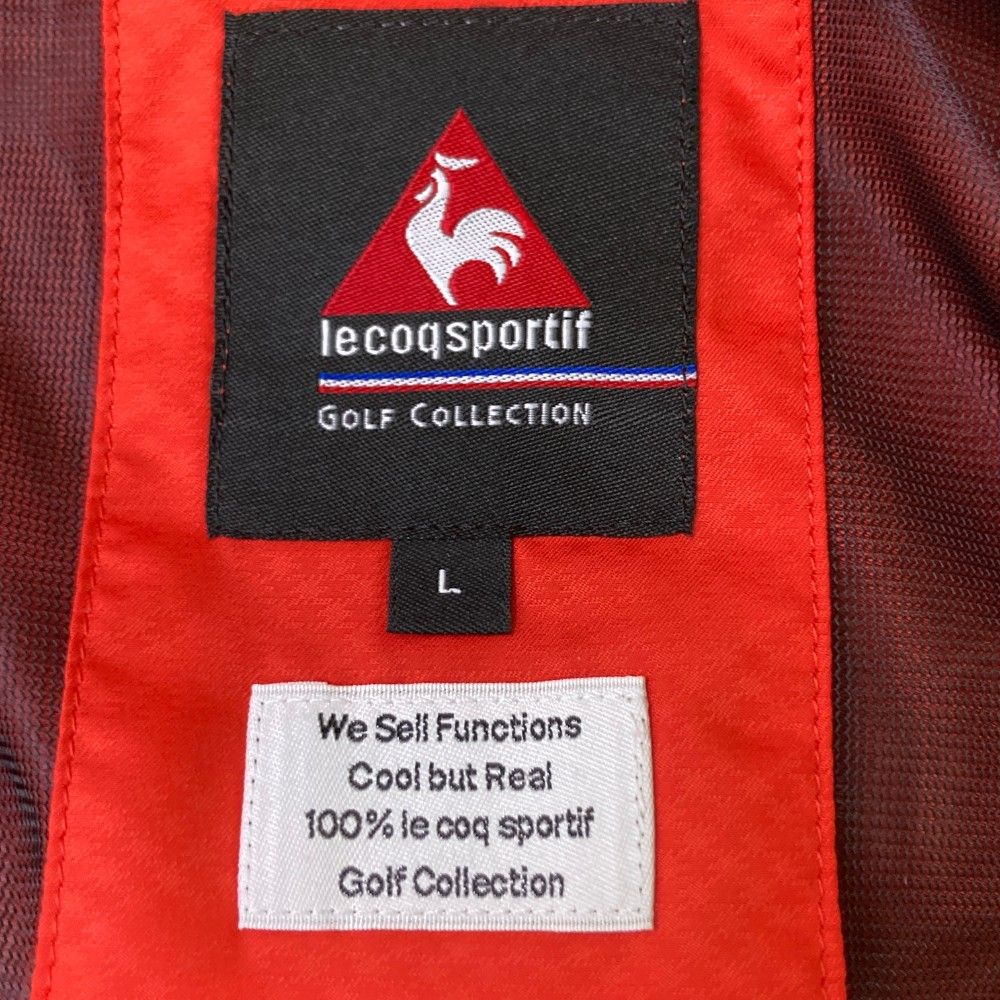 lecoqsportif
GOLF COLLECTION
L
We Sell Functions
Cool but Real
100% le coq sportif
Golf Collection